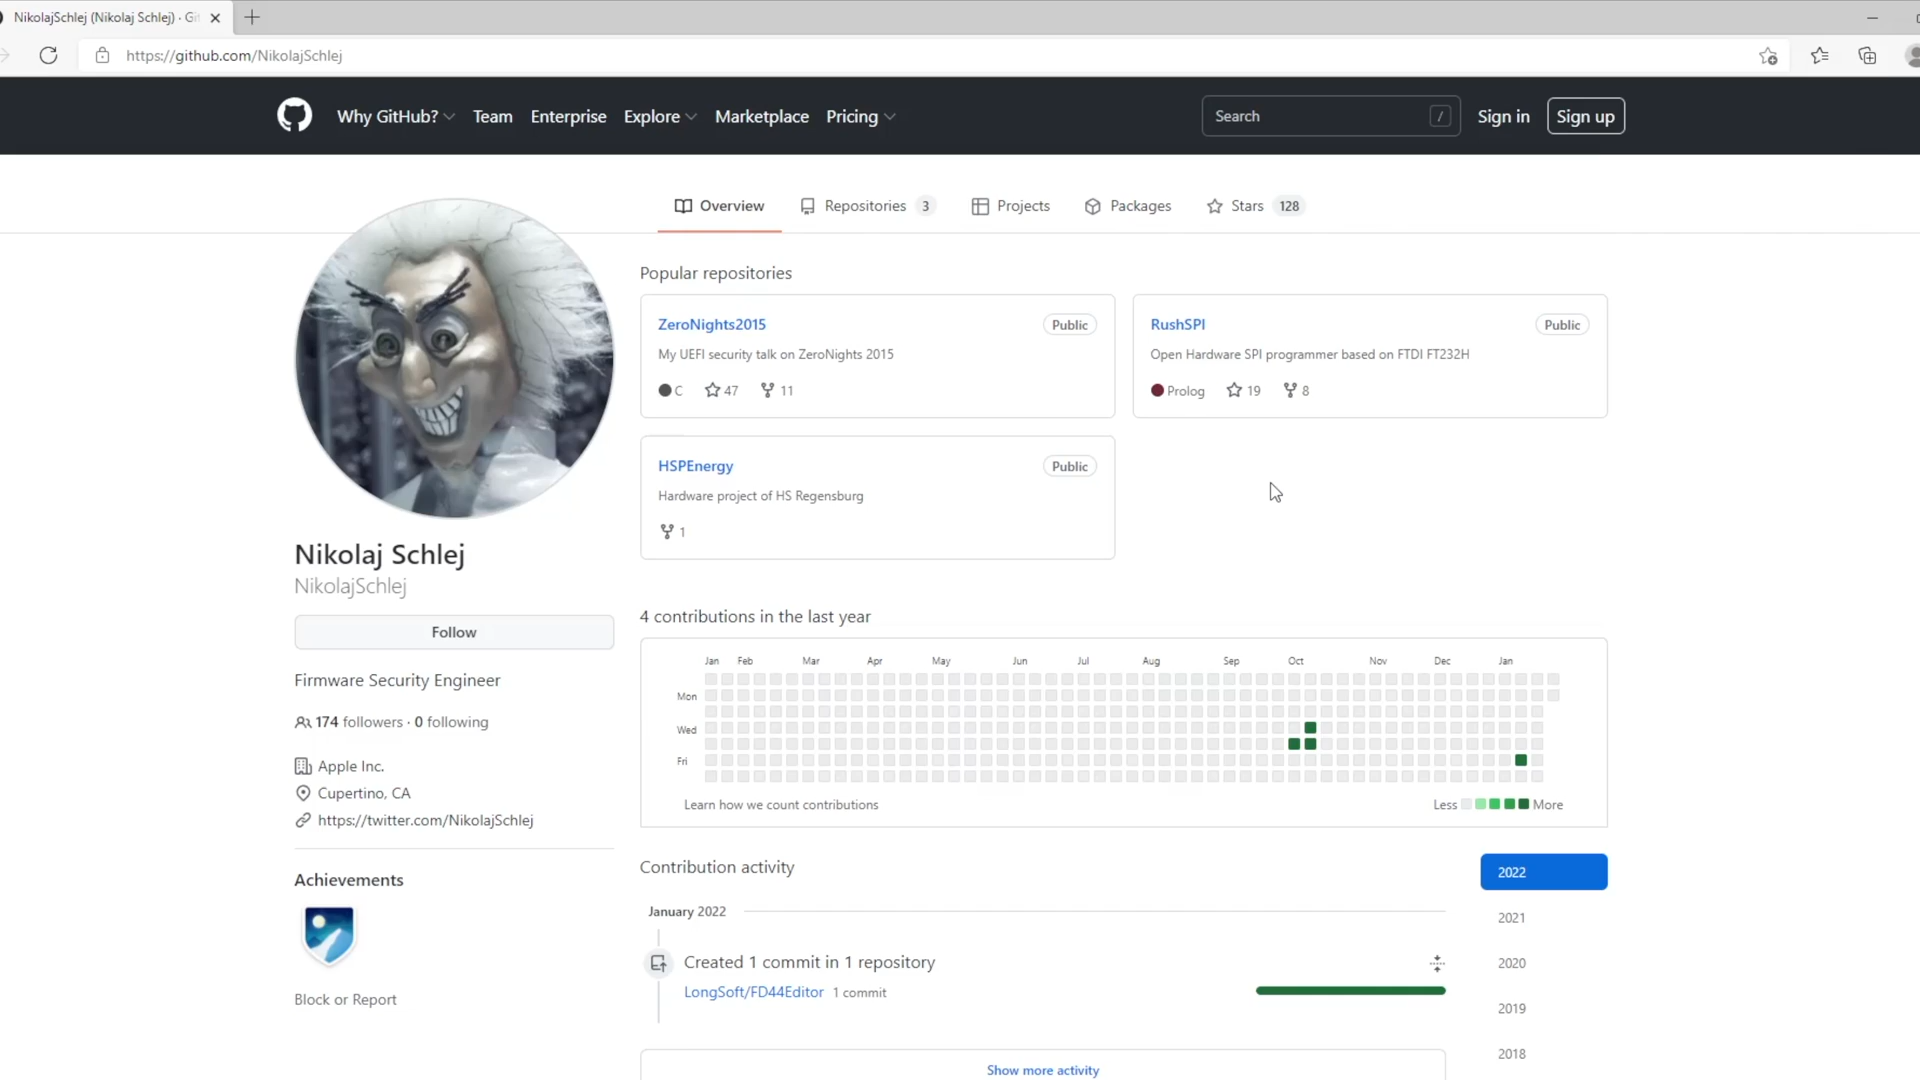 NikolajSchlej (Nikolaj Schlej) · Git
https://github.com/NikolajSchlej
Why GitHub? Team Enterprise Explore Marketplace Pricing Search / Sign in Sign up
Overview Repositories 3 Projects Packages Stars 128
Popular repositories
ZeroNights2015 Public
My UEFI security talk on ZeroNights 2015
C 47 11
RushSPI Public
Open Hardware SPI programmer based on FTDI FT232H
Prolog 19 8
HSPEnergy Public
Hardware project of HS Regensburg
1
Nikolaj Schlej
NikolajSchlej
Follow
Firmware Security Engineer
174 followers · 0 following
Apple Inc.
Cupertino, CA
https://twitter.com/NikolajSchlej
Achievements
Block or Report
4 contributions in the last year
Jan Feb Mar Apr May Jun Jul Aug Sep Oct Nov Dec Jan
Mon
Wed
Fri
Learn how we count contributions Less More
Contribution activity
January 2022
Created 1 commit in 1 repository
LongSoft/FD44Editor 1 commit
Show more activity
2022
2021
2020
2019
2018